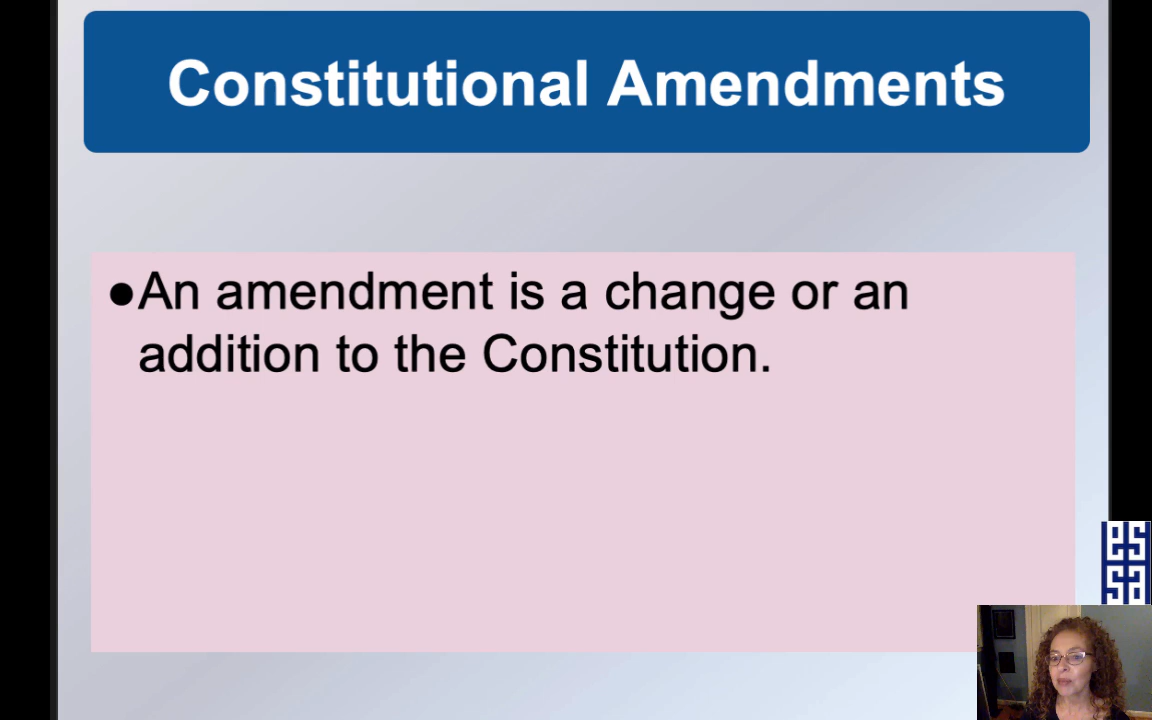 Constitutional Amendments
●An amendment is a change or an
addition to the Constitution.